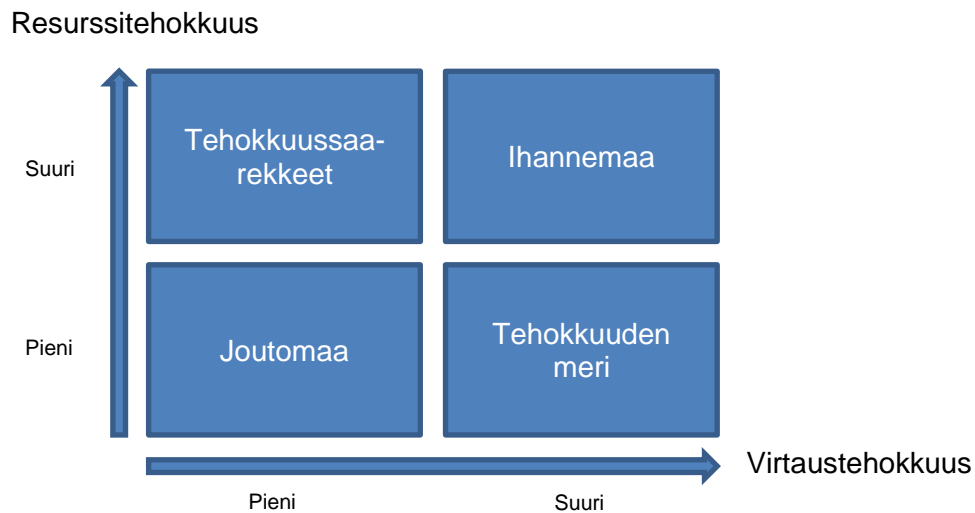 Resurssitehokkuus
Suuri
Tehokkuussaa-
rekkeet
Ihannemaa
Pieni
Joutomaa
Tehokkuuden
meri
Virtaustehokkuus
Pieni
Suuri